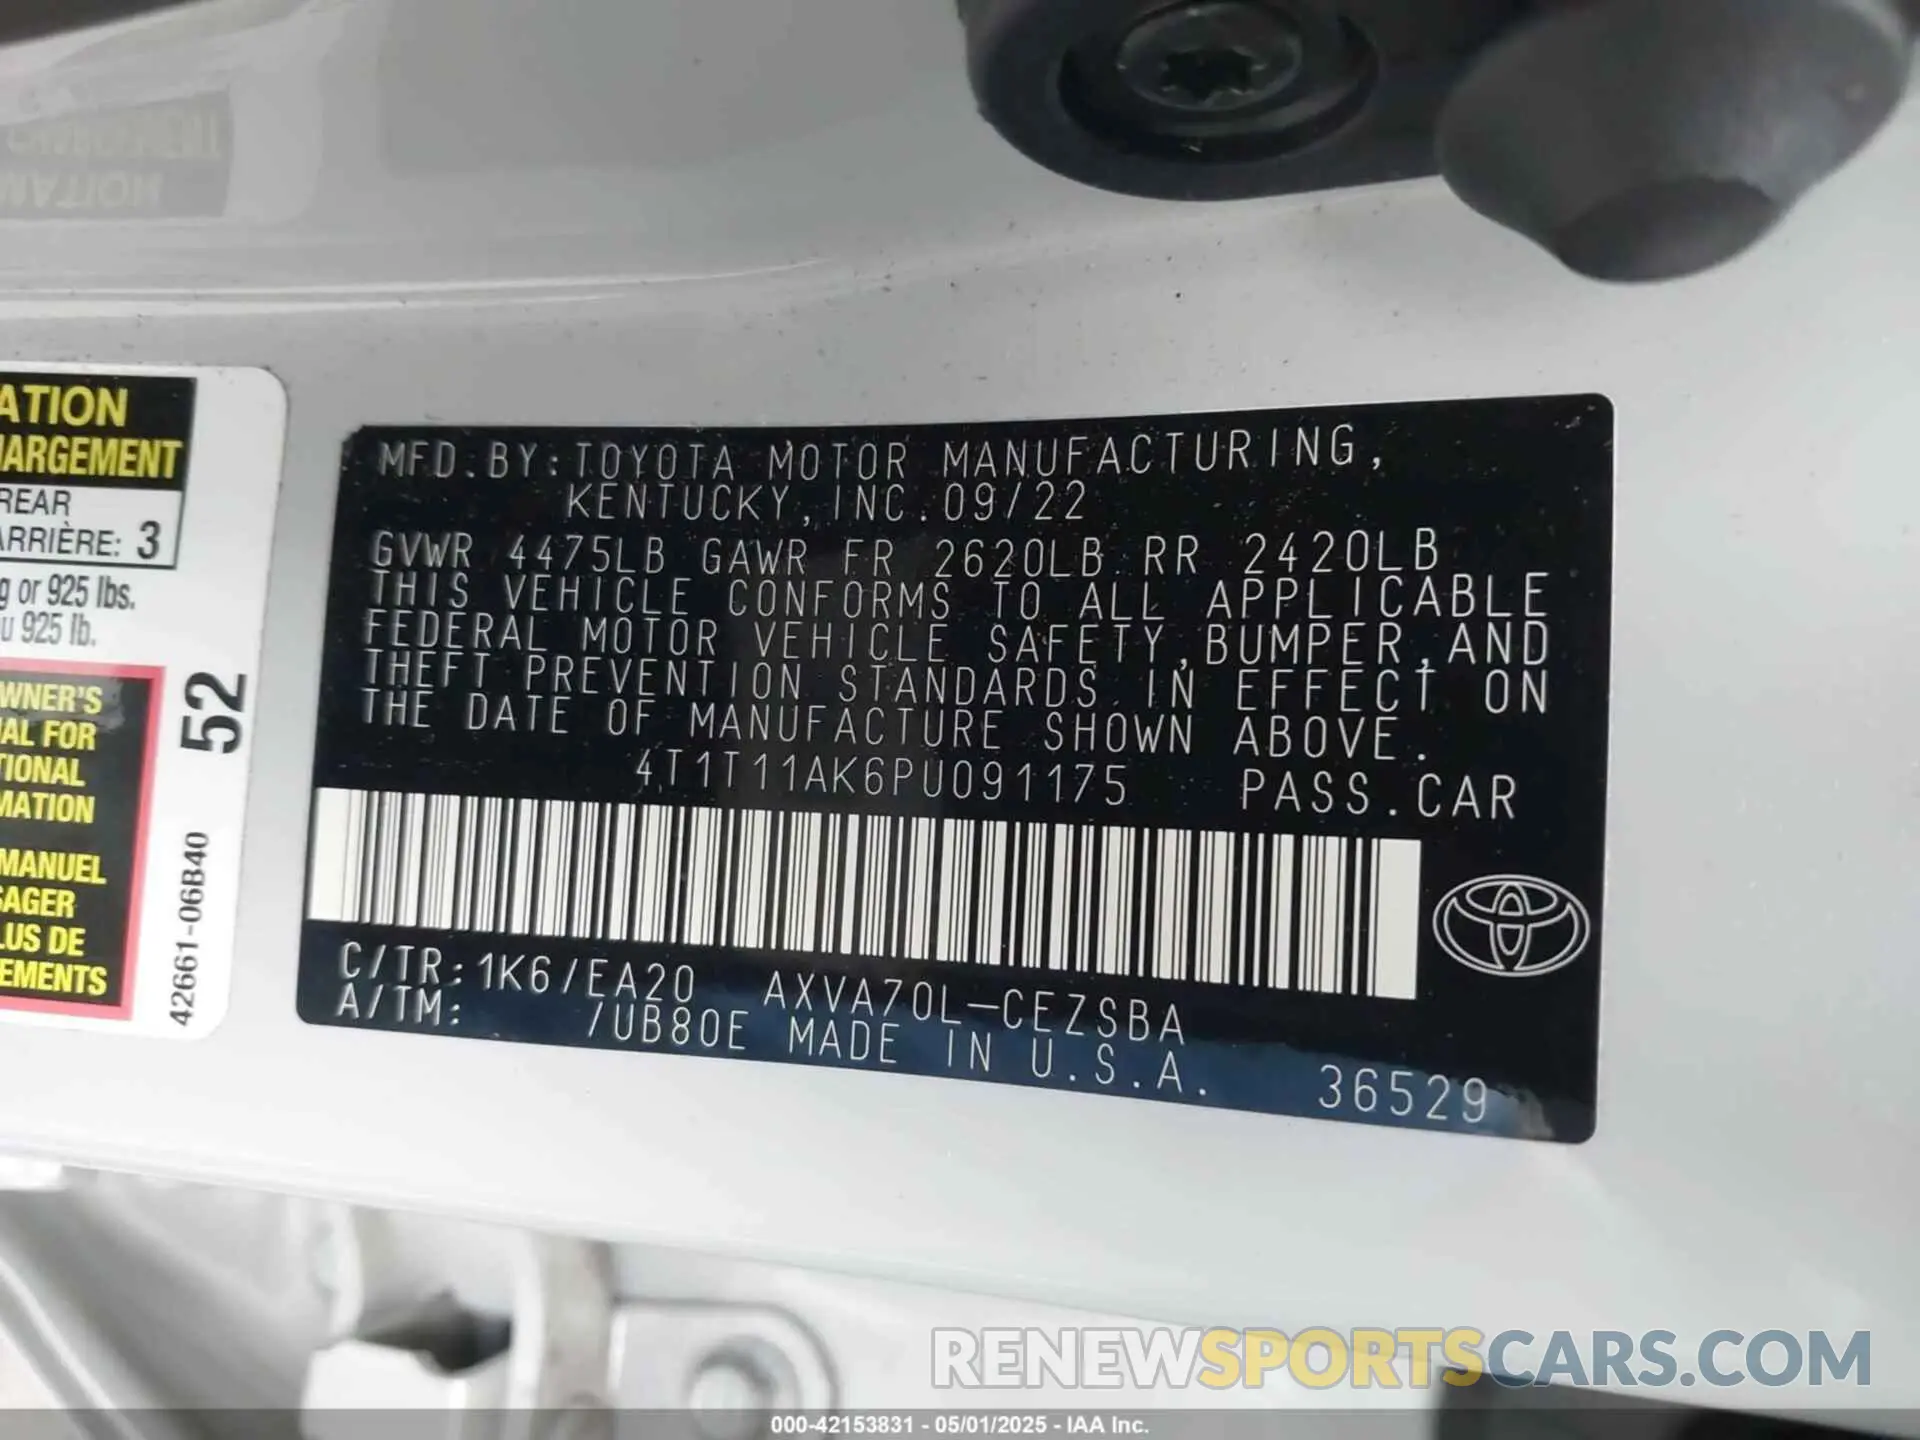 ATION
HARGEMENT
REAR
ARRIÈRE: 3
g or 925 lbs.
u 925 lb.
WNER'S
AL FOR
TIONAL
MATION
MANUEL
SAGER
LUS DE
EMENTS
52
42661-06B40
MFD.BY:TOYOTA MOTOR MANUFACTURING,
KENTUCKY,INC.09/22
GVWR 4475LB GAWR FR 2620LB RR 2420LB
THIS VEHICLE CONFORMS TO ALL APPLICABLE
FEDERAL MOTOR VEHICLE SAFETY,BUMPER,AND
THEFT PREVENTION STANDARDS IN EFFECT ON
THE DATE OF MANUFACTURE SHOWN ABOVE.
4T1T11AK6PU091175 PASS.CAR
C/TR:1K6/EA20 AXVA70L-CEZSBA
A/TM: /UB80E MADE IN U.S.A. 36529
RENEWSPORTSCARS.COM
000-42153831 - 05/01/2025 - IAA Inc.